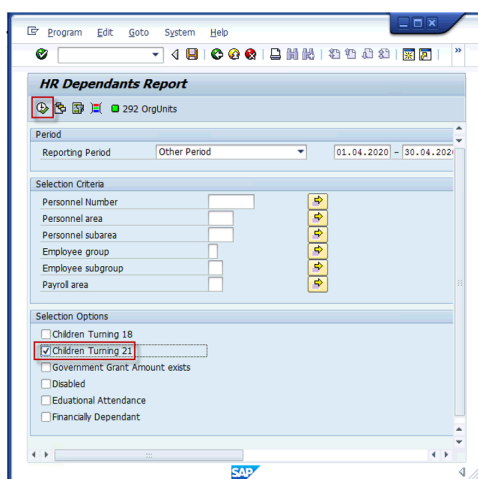 Program Edit Goto System Help
HR Dependants Report
292 OrgUnits
Period
Reporting Period Other Period 01.04.2020 - 30.04.202
Selection Criteria
Personnel Number
Personnel area
Personnel subarea
Employee group
Employee subgroup
Payroll area
Selection Options
Children Turning 18
Children Turning 21
Government Grant Amount exists
Disabled
Eduational Attendance
Financially Dependant
SAP